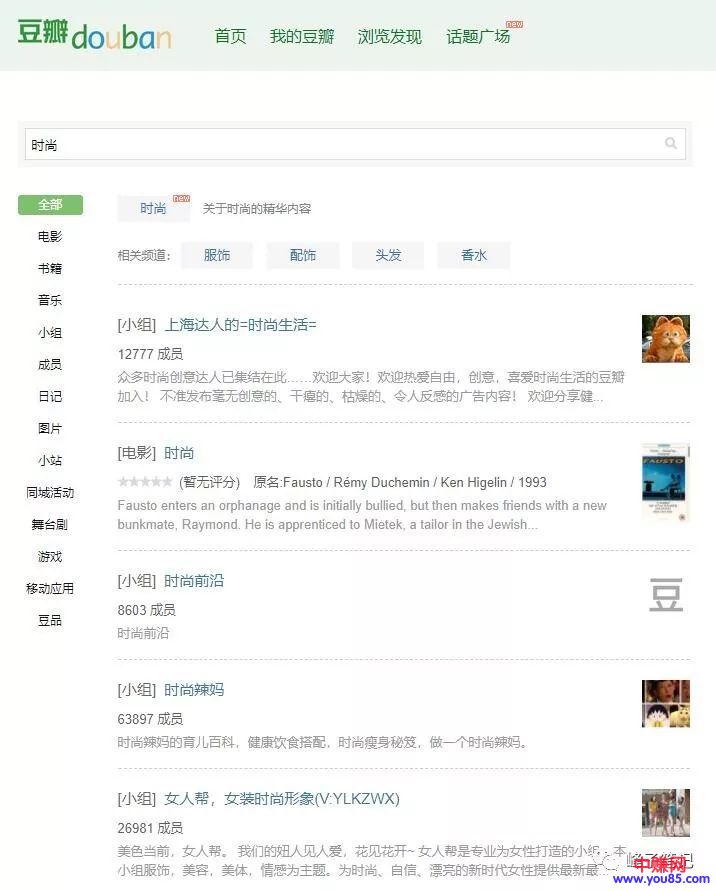 豆瓣douban 首页 我的豆瓣 浏览发现 话题广场 new
时尚
全部
电影
书籍
音乐
小组
成员
日记
图片
小站
同城活动
舞台剧
游戏
移动应用
豆品
时尚 new 关于时尚的精华内容
相关频道: 服饰 配饰 头发 香水
[小组] 上海达人的=时尚生活=
12777 成员
众多时尚创意达人已集结在此……欢迎大家！欢迎热爱自由，创意，喜爱时尚生活的豆瓣
加入！ 不准发布毫无创意的、干瘪的、枯燥的、令人反感的广告内容！ 欢迎分享健...
[电影] 时尚
(暂无评分) 原名:Fausto / Rémy Duchemin / Ken Higelin / 1993
Fausto enters an orphanage and is initially bullied, but then makes friends with a new
bunkmate, Raymond. He is apprenticed to Mietek, a tailor in the Jewish...
FAUSTO
[小组] 时尚前沿
8603 成员
时尚前沿
豆
[小组] 时尚辣妈
63897 成员
时尚辣妈的育儿百科，健康饮食搭配，时尚瘦身秘笈，做一个时尚辣妈。
[小组] 女人帮，女装时尚形象(V:YLKZWX)
26981 成员
美色当前，女人帮。 我们的妞人见人爱，花见花开~ 女人帮是专业为女性打造的小组，本
小组服饰，美容，美体，情感为主题。为时尚、自信、漂亮的新时代女性提供最新最...
中赚网
www.you85.com